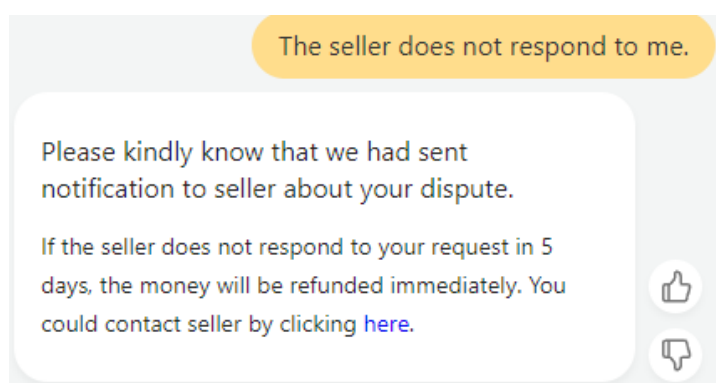 The seller does not respond to me.
Please kindly know that we had sent
notification to seller about your dispute.
If the seller does not respond to your request in 5
days, the money will be refunded immediately. You
could contact seller by clicking here.